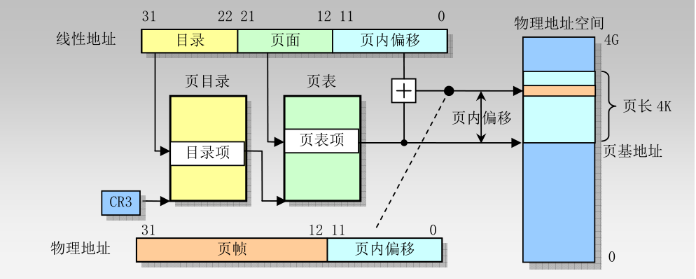 31 22 21 12 11 0
线性地址 目录 页面 页内偏移
物理地址空间
4G
页目录 页表
+
页内偏移
页长 4K
目录项 页表项
页基地址
CR3
31 12 11 0
物理地址 页帧 页内偏移
0